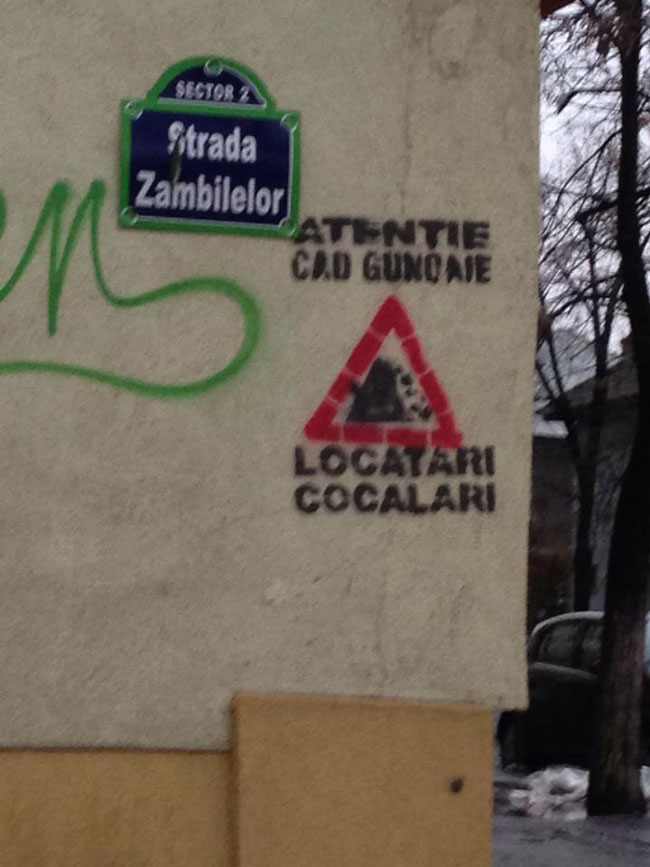 SECTOR 2
Strada
Zambilelor
ATENTIE
CAD GUNOAIE
LOCATARI
COCALARI